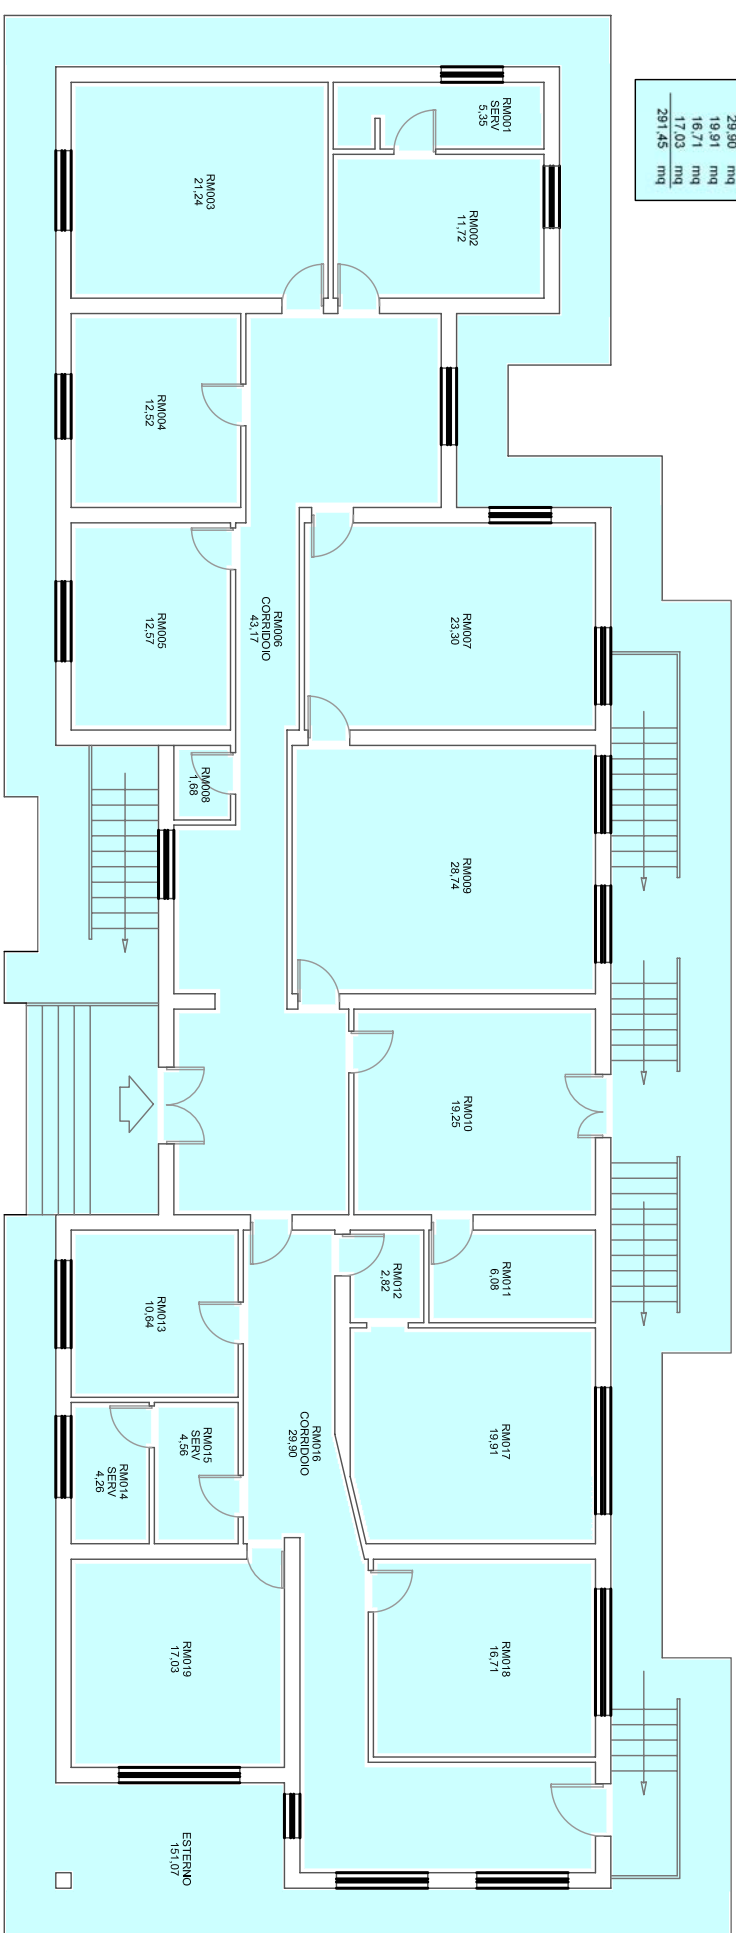 29,90 mq
19,91 mq
16,71 mq
17,03 mq
291,45 mq
RM001
SERV
5,35
RM002
11,72
RM003
21,24
RM004
12,52
RM005
12,57
RM006
CORRIDOIO
43,17
RM007
23,30
RM008
1,68
RM009
28,74
RM010
19,25
RM011
6,08
RM012
2,82
RM013
10,64
RM014
SERV
4,26
RM015
SERV
4,56
RM016
CORRIDOIO
29,90
RM017
19,91
RM018
16,71
RM019
17,03
ESTERNO
151,07